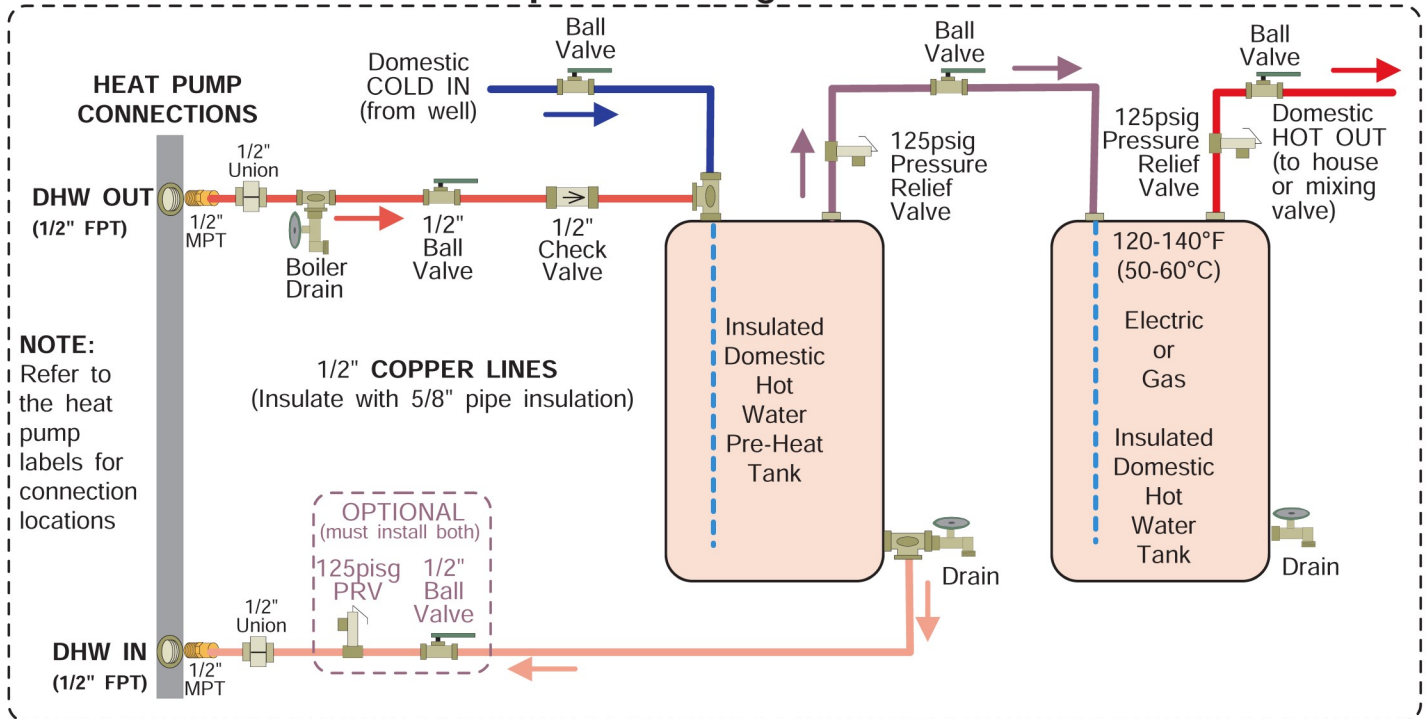 HEAT PUMP
CONNECTIONS
Domestic
COLD IN
(from well)
Ball
Valve
Ball
Valve
Ball
Valve
125psig
Pressure
Relief
Valve
125psig
Pressure
Relief
Valve
Domestic
HOT OUT
(to house
or mixing
valve)
DHW OUT
(1/2" FPT)
1/2"
MPT
1/2"
Union
Boiler
Drain
1/2"
Ball
Valve
1/2"
Check
Valve
NOTE:
Refer to
the heat
pump
labels for
connection
locations
1/2" COPPER LINES
(Insulate with 5/8" pipe insulation)
Insulated
Domestic
Hot
Water
Pre-Heat
Tank
120-140°F
(50-60°C)
Electric
or
Gas
Insulated
Domestic
Hot
Water
Tank
Drain
Drain
OPTIONAL
(must install both)
125pisg
PRV
1/2"
Ball
Valve
1/2"
Union
DHW IN
(1/2" FPT)
1/2"
MPT